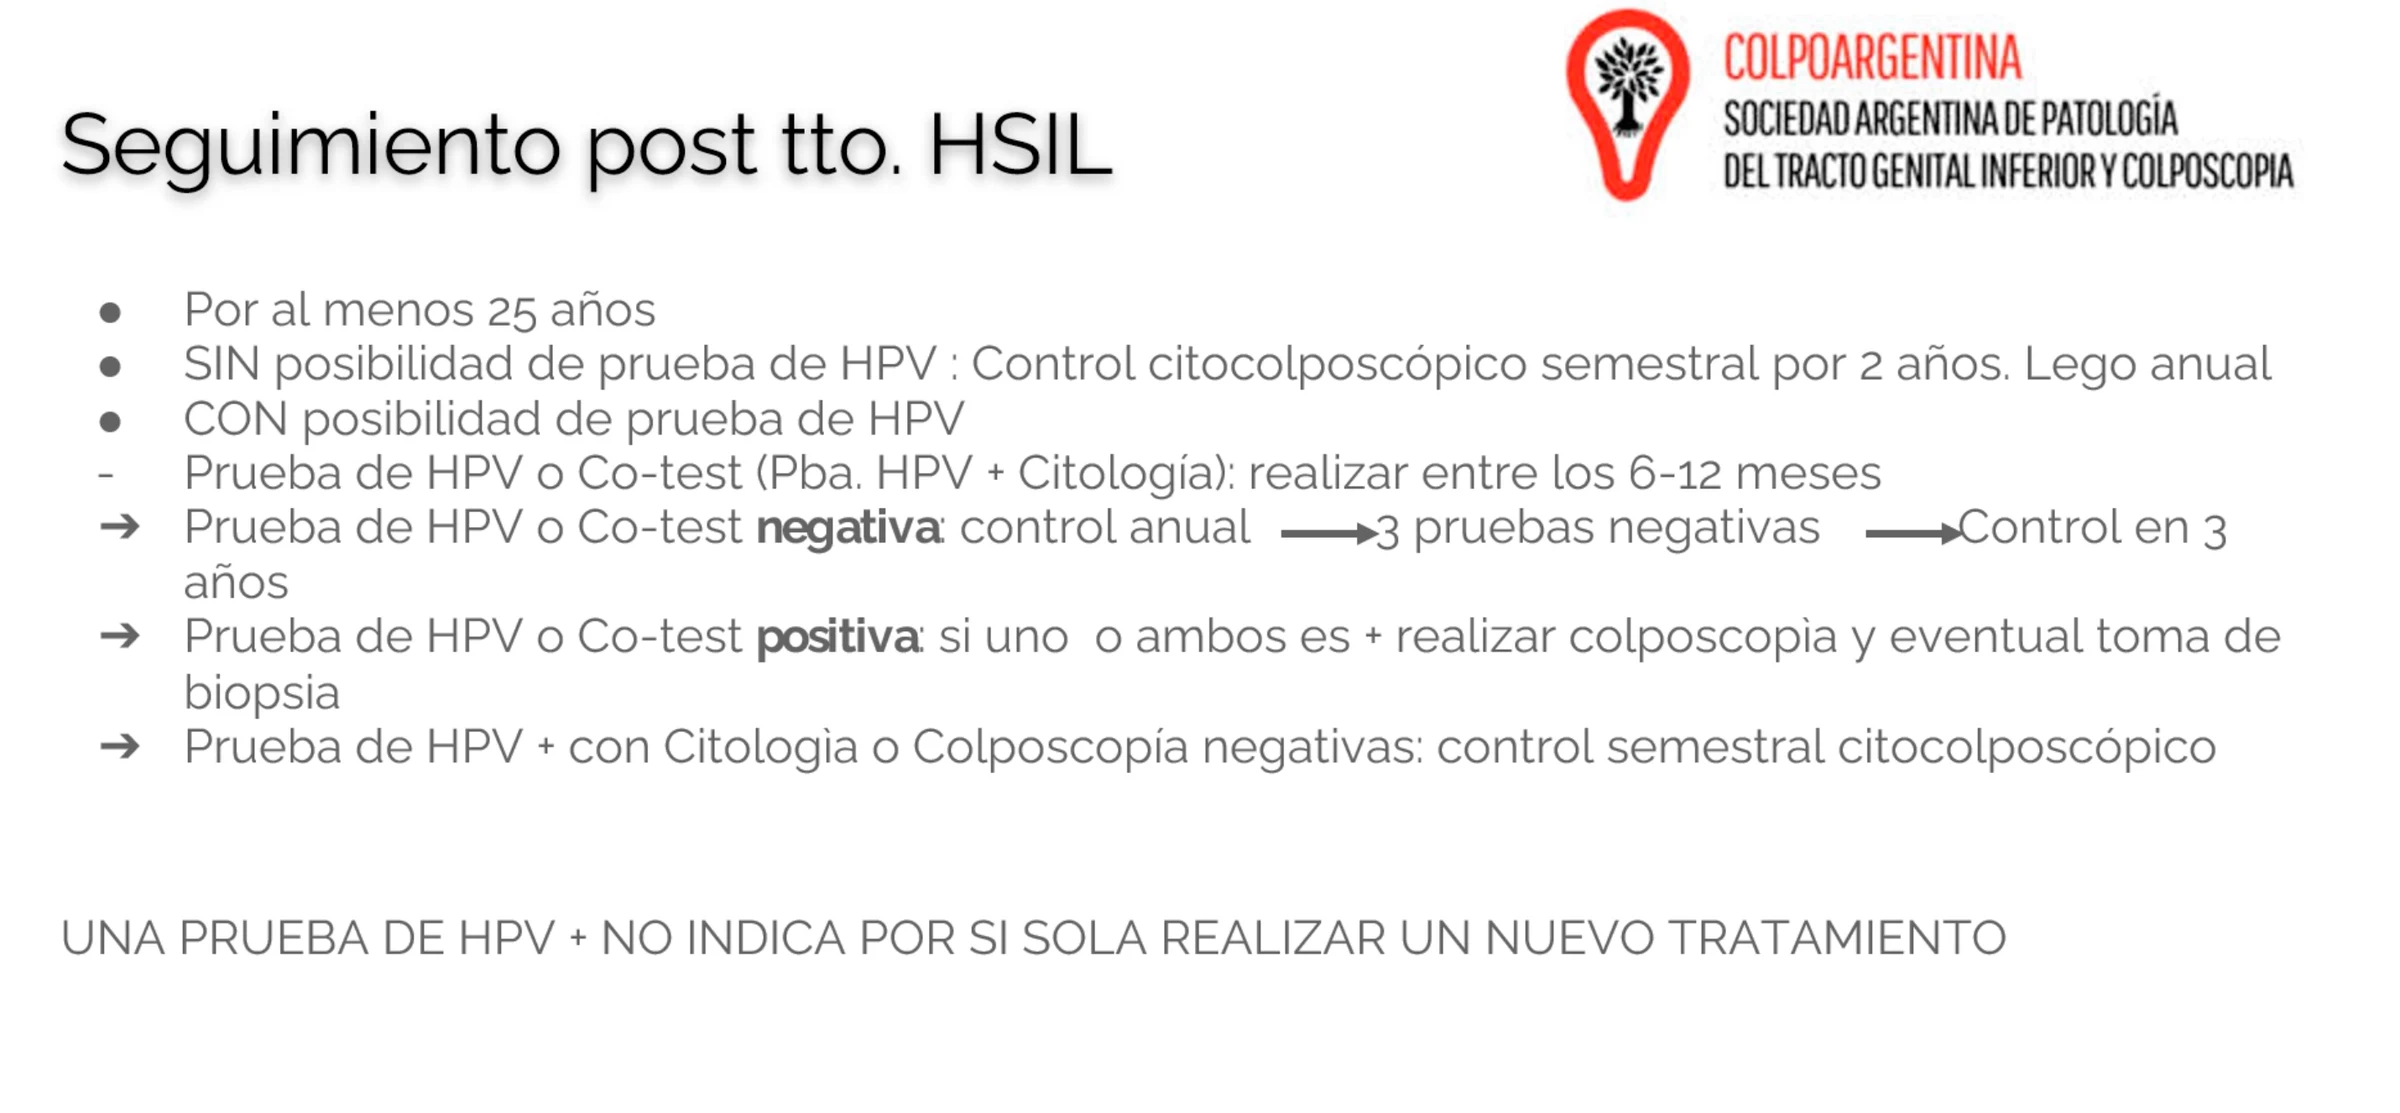 COLPOARGENTINA
SOCIEDAD ARGENTINA DE PATOLOGÍA
DEL TRACTO GENITAL INFERIOR Y COLPOSCOPIA
Seguimiento post tto. HSIL
● Por al menos 25 años
● SIN posibilidad de prueba de HPV : Control citocolposcópico semestral por 2 años. Lego anual
● CON posibilidad de prueba de HPV
- Prueba de HPV o Co-test (Pba. HPV + Citología): realizar entre los 6-12 meses
➔ Prueba de HPV o Co-test negativa: control anual ⟶ 3 pruebas negativas ⟶ Control en 3
años
➔ Prueba de HPV o Co-test positiva: si uno o ambos es + realizar colposcopìa y eventual toma de
biopsia
➔ Prueba de HPV + con Citologìa o Colposcopía negativas: control semestral citocolposcópico
UNA PRUEBA DE HPV + NO INDICA POR SI SOLA REALIZAR UN NUEVO TRATAMIENTO